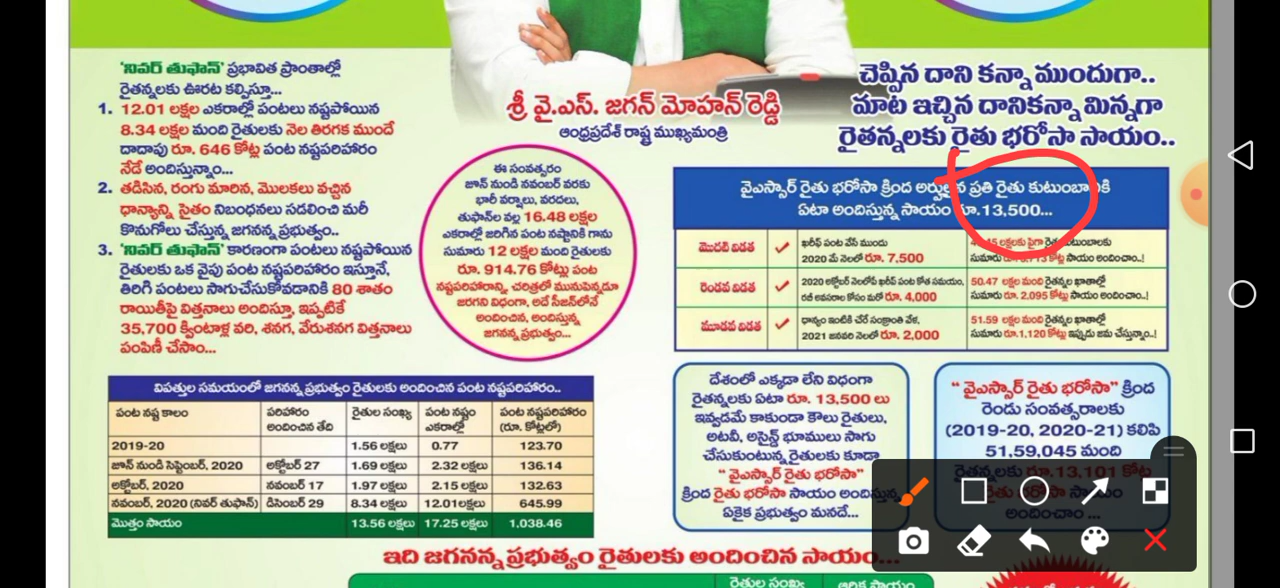 'నివర్ తుఫాన్' ప్రభావిత ప్రాంతాల్లో
రైతన్నలకు ఊరట కల్పిస్తూ...
1. 12.01 లక్షల ఎకరాల్లో పంటలు నష్టపోయిన
8.34 లక్షల మంది రైతులకు నెల తిరగక ముందే
దాదాపు రూ. 646 కోట్ల పంట నష్టపరిహారం
నేడే అందిస్తున్నాం...
2. తడిసిన, రంగు మారిన, మొలకలు వచ్చిన
ధాన్యాన్ని సైతం నిబంధనలు సడలించి మరీ
కొనుగోలు చేస్తున్న జగనన్న ప్రభుత్వం..
3. 'నివర్ తుఫాన్' కారణంగా పంటలు నష్టపోయిన
రైతులకు ఒక వైపు పంట నష్టపరిహారం ఇస్తూనే,
తిరిగి పంటలు సాగుచేసుకోవడానికి 80 శాతం
రాయితీపై విత్తనాలు అందిస్తూ, ఇప్పటికే
35,700 క్వింటాళ్ల వరి, శనగ, వేరుశనగ విత్తనాలు
పంపిణీ చేసాం...
శ్రీ వై.ఎస్. జగన్ మోహన్ రెడ్డి
ఆంధ్రప్రదేశ్ రాష్ట్ర ముఖ్యమంత్రి
ఈ సంవత్సరం
జూన్ నుండి నవంబర్ వరకు
భారీ వర్షాలు, వరదలు,
తుఫాన్‌ల వల్ల 16.48 లక్షల
ఎకరాల్లో జరిగిన పంట నష్టానికి గాను
సుమారు 12 లక్షల మంది రైతులకు
రూ. 914.76 కోట్లు పంట
నష్టపరిహారాన్ని, చరిత్రలో మునుపెన్నడూ
జరగని విధంగా, అదే సీజన్‌లోనే
అందించిన, అందిస్తున్న
జగనన్న ప్రభుత్వం...
చెప్పిన దాని కన్నా ముందుగా..
మాట ఇచ్చిన దానికన్నా మిన్నగా
రైతన్నలకు రైతు భరోసా సాయం..
వైఎస్సార్ రైతు భరోసా క్రింద అర్హులైన ప్రతి రైతు కుటుంబానికి
ఏటా అందిస్తున్న సాయం రూ.13,500...
మొదటి విడత ఖరీఫ్ పంట వేసే ముందు లక్షలకు పైగా రైతు కుటుంబాలకు
2020 మే నెలలో రూ. 7,500 సుమారు కోట్ల సాయం అందించాం..!
రెండవ విడత 2020 అక్టోబర్ నెలలోపే ఖరీఫ్ పంట కోత సమయం, 50.47 లక్షల మంది రైతన్నల ఖాతాల్లో
రబీ అవసరాల కోసం మరో రూ. 4,000 సుమారు రూ. 2,095 కోట్లు సాయం అందించాం..!
మూడవ విడత ధాన్యం ఇంటికి చేరే సంక్రాంతి వేళ, 51.59 లక్షల మంది రైతన్నల ఖాతాల్లో
2021 జనవరి నెలలో రూ. 2,000 సుమారు రూ.1,120 కోట్లు ఇప్పుడు జమ చేస్తున్నాం..!
విపత్తుల సమయంలో జగనన్న ప్రభుత్వం రైతులకు అందించిన పంట నష్టపరిహారం..
పంట నష్ట కాలం పరిహారం అందించిన తేది రైతుల సంఖ్య పంట నష్టం ఎకరాల్లో పంట నష్టపరిహారం (రూ. కోట్లలో)
2019-20 1.56 లక్షలు 0.77 123.70
జూన్ నుండి సెప్టెంబర్, 2020 అక్టోబర్ 27 1.69 లక్షలు 2.32 లక్షలు 136.14
అక్టోబర్, 2020 నవంబర్ 17 1.97 లక్షలు 2.15 లక్షలు 132.63
నవంబర్, 2020 (నివర్ తుఫాన్) డిసెంబర్ 29 8.34 లక్షలు 12.01లక్షలు 645.99
మొత్తం సాయం 13.56 లక్షలు 17.25 లక్షలు 1,038.46
దేశంలో ఎక్కడా లేని విధంగా
రైతన్నలకు ఏటా రూ. 13,500 లు
ఇవ్వడమే కాకుండా కౌలు రైతులు,
అటవీ, అసైన్డ్ భూములు సాగు
చేసుకుంటున్న రైతులకు కూడా
" వైఎస్సార్ రైతు భరోసా"
క్రింద రైతు భరోసా సాయం అందిస్తున్న
ఏకైక ప్రభుత్వం మనదే...
" వైఎస్సార్ రైతు భరోసా" క్రింద
రెండు సంవత్సరాలకు
(2019-20, 2020-21) కలిపి
51,59,045 మంది
రైతన్నలకు రూ.13,101 కోట్ల
రైతు భరోసా సాయం
అందించాం ...
ఇది జగనన్న ప్రభుత్వం రైతులకు అందించిన సాయం...
రైతుల సంఖ్య ఆర్థిక సాయం